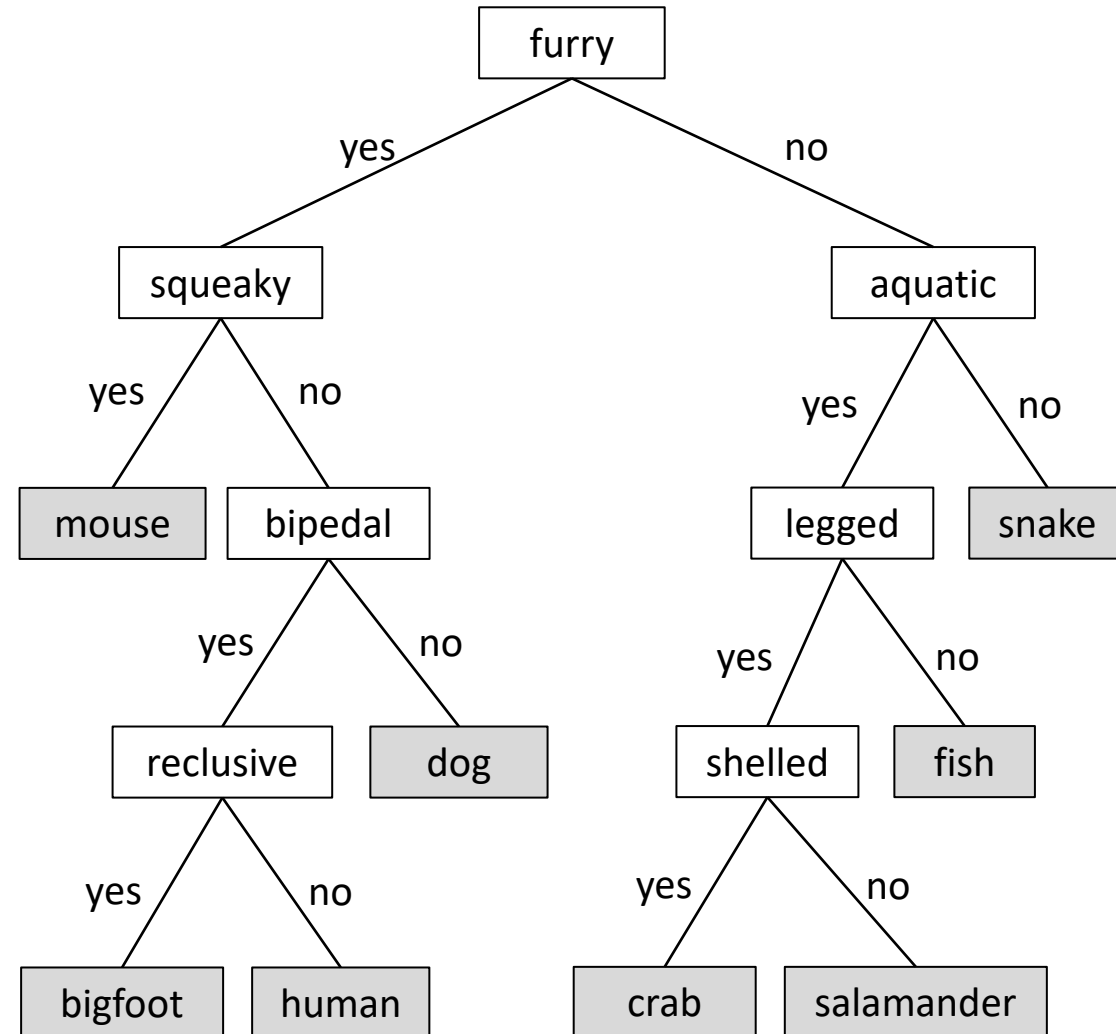 furry
yes
no
squeaky
aquatic
yes
no
yes
no
mouse
bipedal
legged
snake
yes
no
yes
no
reclusive
dog
shelled
fish
yes
no
yes
no
bigfoot
human
crab
salamander